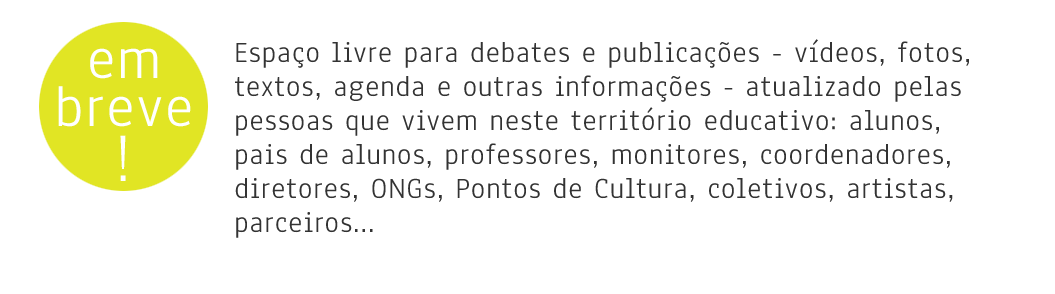 em
breve
!
Espaço livre para debates e publicações - vídeos, fotos,
textos, agenda e outras informações - atualizado pelas
pessoas que vivem neste território educativo: alunos,
pais de alunos, professores, monitores, coordenadores,
diretores, ONGs, Pontos de Cultura, coletivos, artistas,
parceiros...